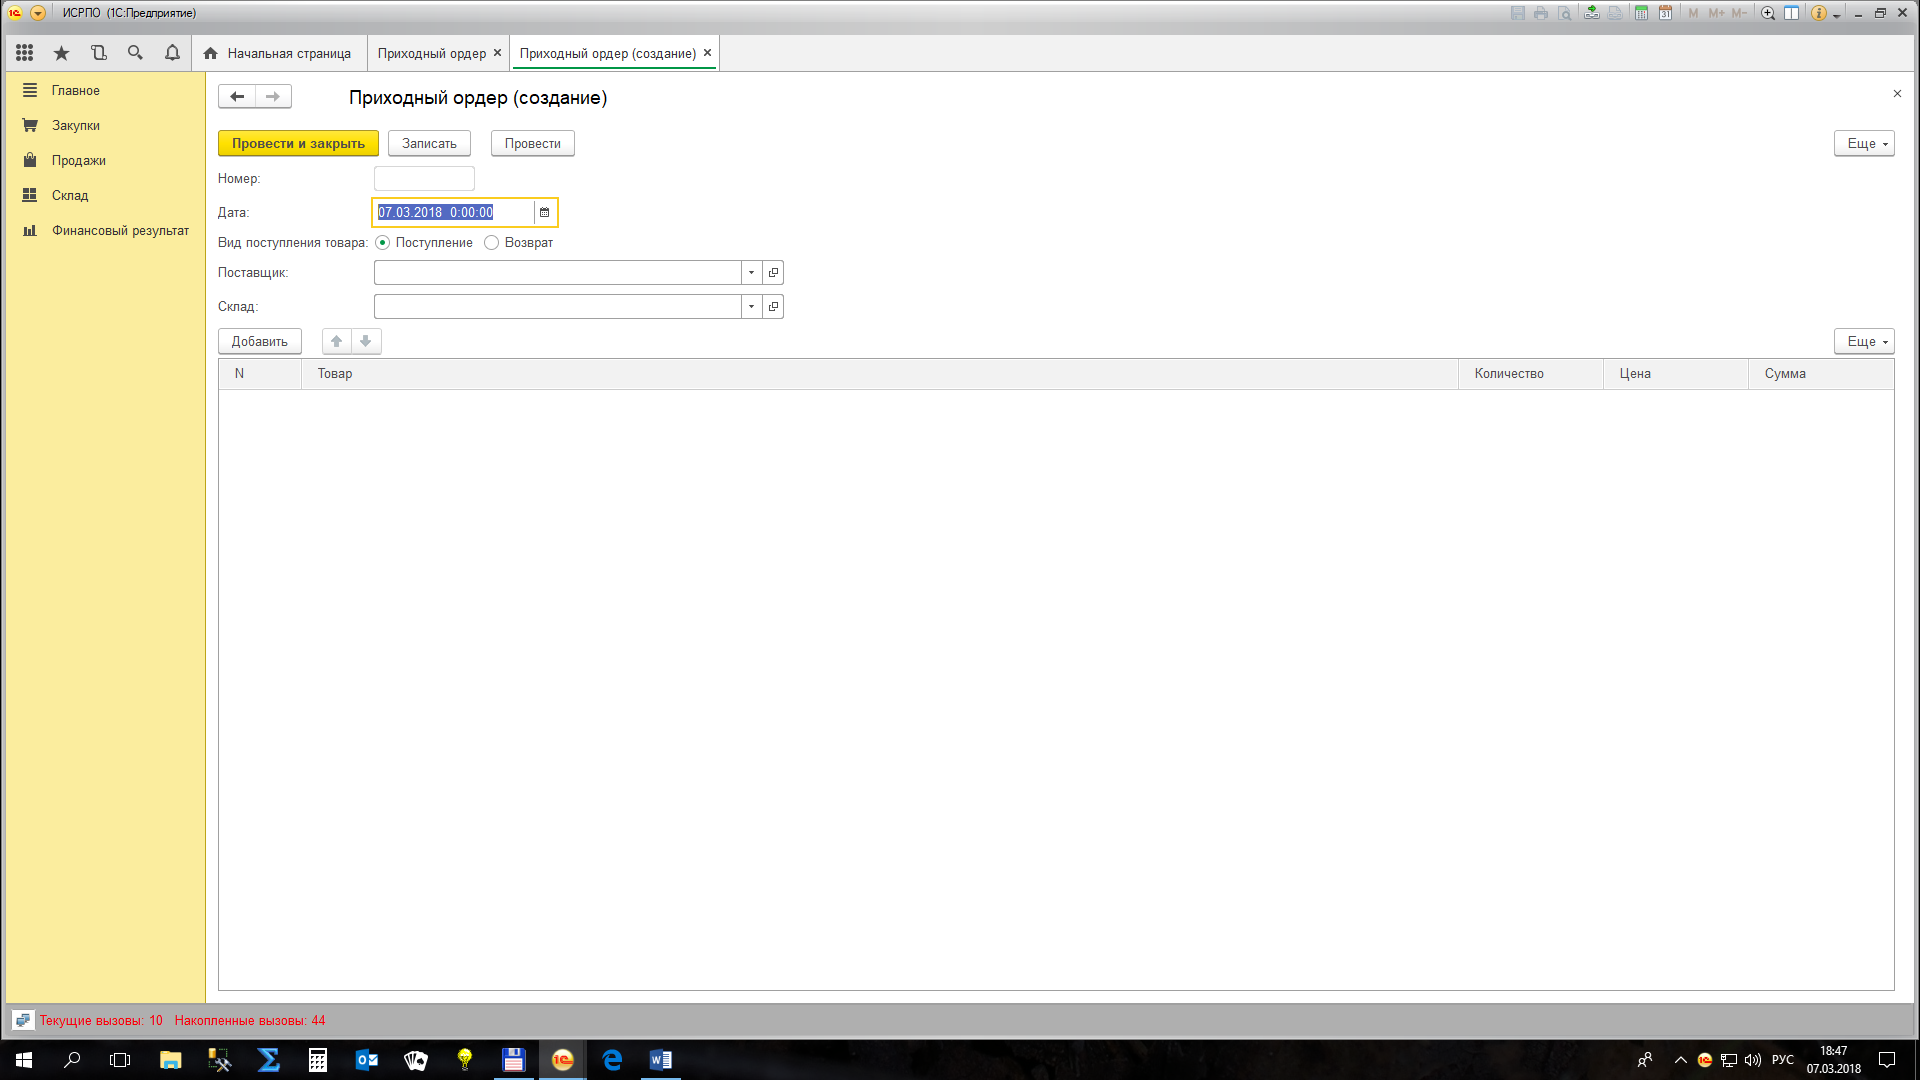 ИСРПО (1С:Предприятие)
M M+ M-
Начальная страница
Приходный ордер
Приходный ордер (создание)
Главное
Закупки
Продажи
Склад
Финансовый результат
Приходный ордер (создание)
Провести и закрыть
Записать
Провести
Еще
Номер:
Дата: 07.03.2018 0:00:00
Вид поступления товара: Поступление Возврат
Поставщик:
Склад:
Добавить
Еще
N Товар Количество Цена Сумма
Текущие вызовы: 10 Накопленные вызовы: 44
РУС
18:47
07.03.2018